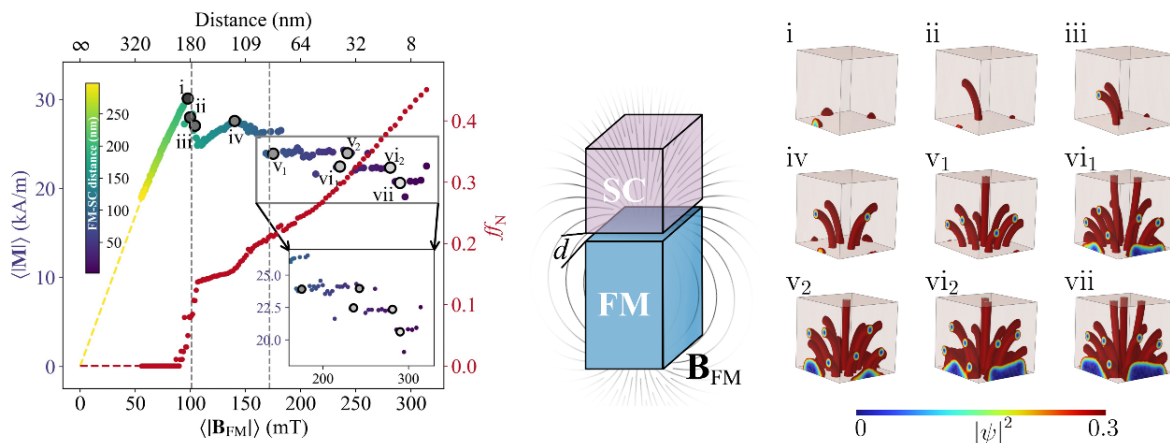 Distance (nm)
∞ 320 180 109 64 32 8
⟨|M|⟩ (kA/m)
30
20
10
0
FM-SC distance (nm)
250
200
150
100
50
i
ii
iii
iv
v₁
v₂
vi₁
vi₂
vii
25.0
22.5
20.0
200 300
0.4
0.3
0.2
0.1
0.0
ff_N
0 50 100 150 200 250 300
⟨|B_FM|⟩ (mT)
SC
d
FM
B_FM
i ii iii
iv v₁ vi₁
v₂ vi₂ vii
0 |ψ|² 0.3